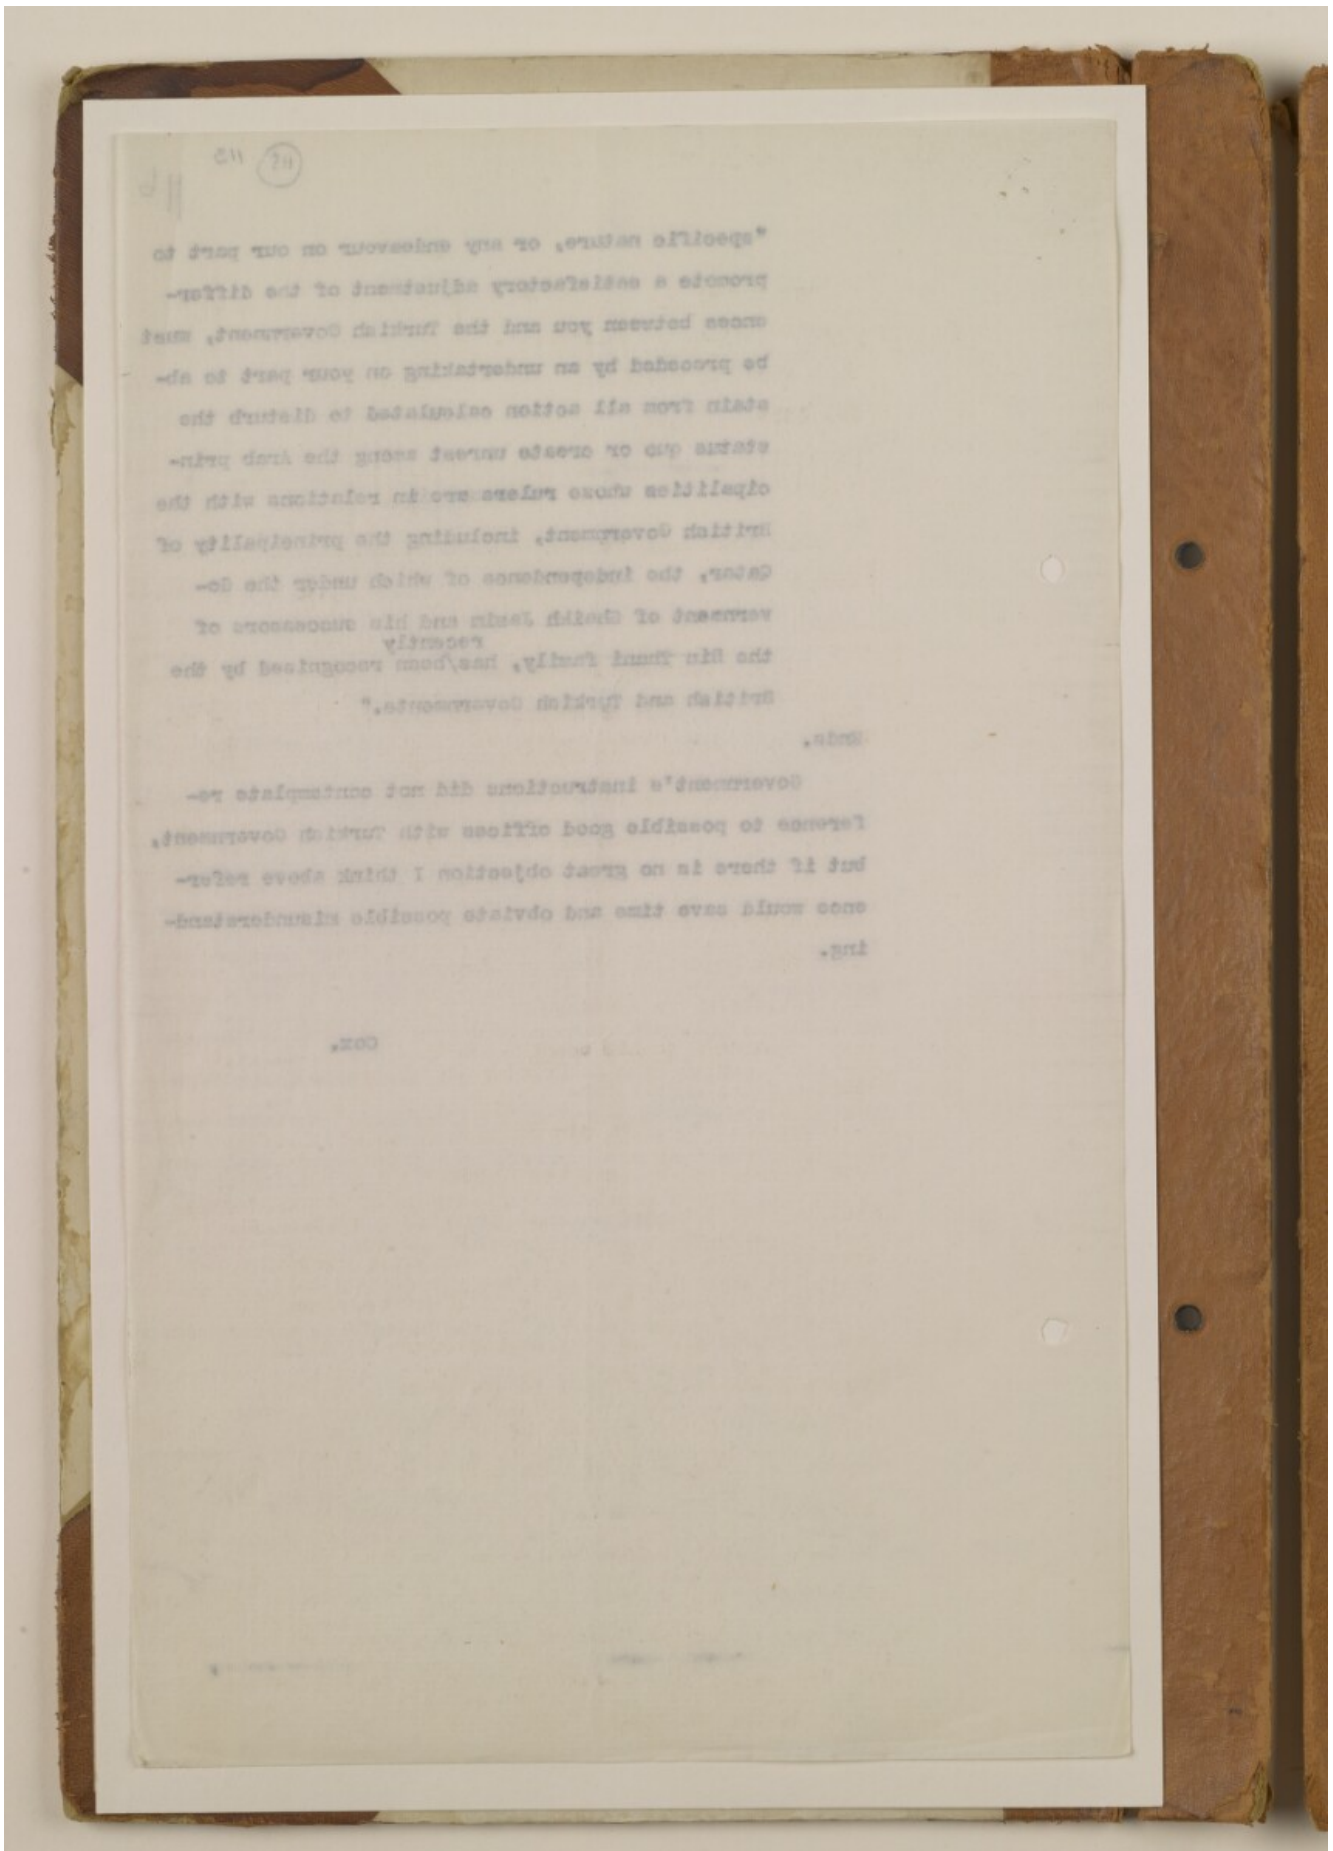 "specific nature, or any endeavour on our part to
promote a satisfactory adjustment of the differ-
ences between you and the Turkish Government, must
be preceded by an undertaking on your part to ab-
stain from all action calculated to disturb the
status quo or create unrest among the Arab prin-
cipalities whose rulers are in relations with the
British Government, including the principality of
Qatar, the independence of which under the Go-
vernment of Sheikh Jasim and his successors of
recently
the Bin Thani family, has/been recognised by the
British and Turkish Governments."
Ends.
Government's instructions did not contemplate re-
ference to possible good offices with Turkish Government,
but if there is no great objection I think above refer-
ence would save time and obviate possible misunderstand-
ing.
Cox.